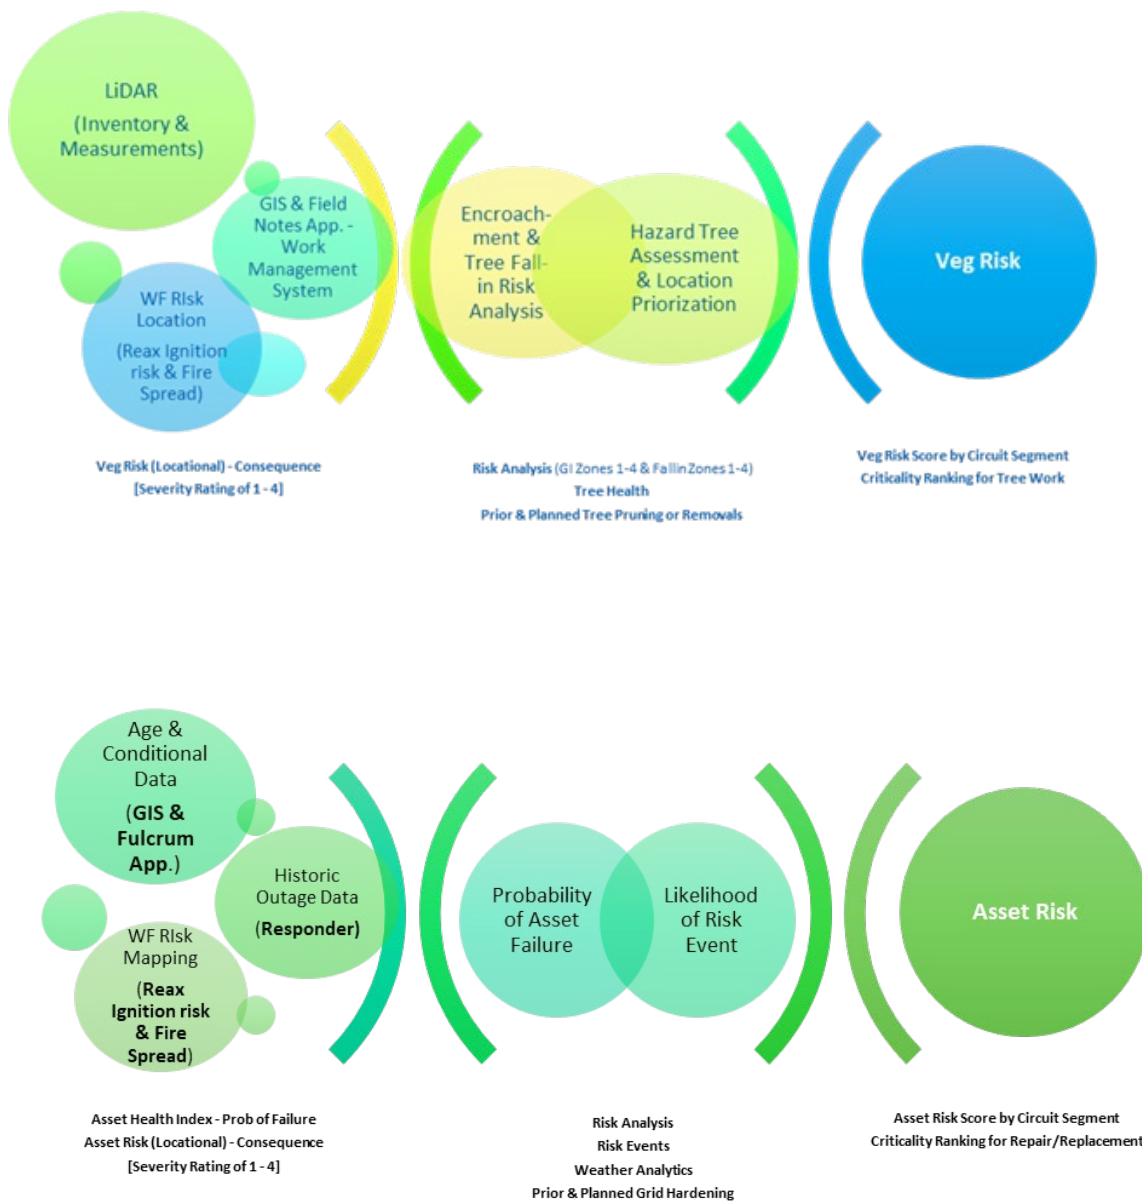 LiDAR
(Inventory &
Measurements)
GIS & Field
Notes App. -
Work
Management
System
WF RIsk
Location
(Reax Ignition
risk & Fire
Spread)
Encroach-
ment &
Tree Fall-
in Risk
Analysis
Hazard Tree
Assessment
& Location
Priorization
Veg Risk
Veg Risk (Locational) - Consequence
[Severity Rating of 1 - 4]
Risk Analysis (GI Zones 1-4 & Fall in Zones 1-4)
Tree Health
Prior & Planned Tree Pruning or Removals
Veg Risk Score by Circuit Segment
Criticality Ranking for Tree Work
Age &
Conditional
Data
(GIS &
Fulcrum
App.)
Historic
Outage Data
(Responder)
WF RIsk
Mapping
(Reax
Ignition risk
& Fire
Spread)
Probability
of Asset
Failure
Likelihood
of Risk
Event
Asset Risk
Asset Health Index - Prob of Failure
Asset Risk (Locational) - Consequence
[Severity Rating of 1 - 4]
Risk Analysis
Risk Events
Weather Analytics
Prior & Planned Grid Hardening
Asset Risk Score by Circuit Segment
Criticality Ranking for Repair/Replacement